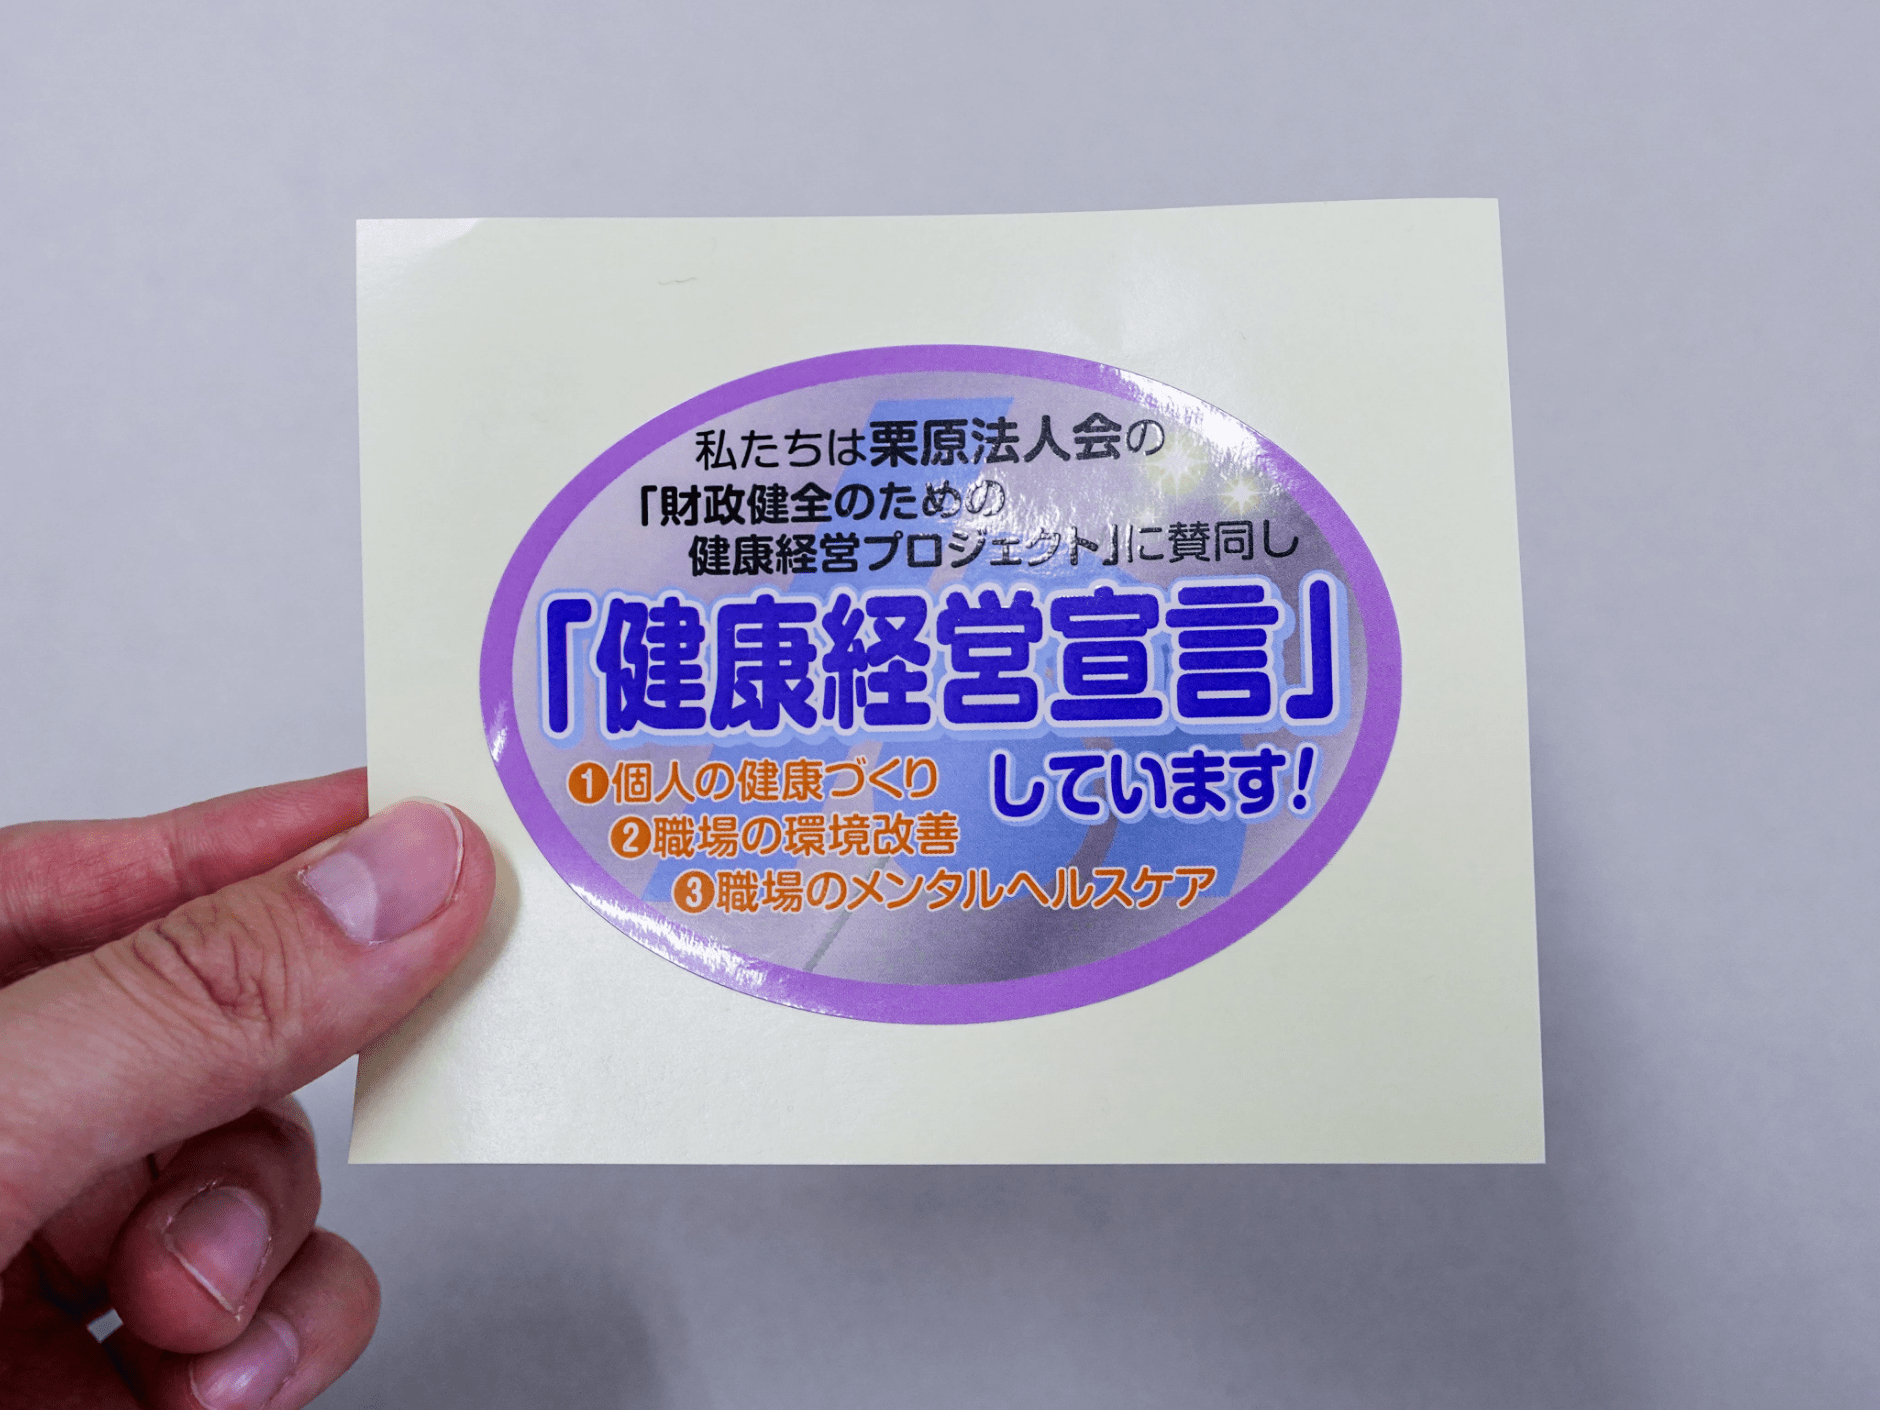 私たちは栗原法人会の
「財政健全のための
健康経営プロジェクト」に賛同し
「健康経営宣言」
しています!
❶個人の健康づくり
❷職場の環境改善
❸職場のメンタルヘルスケア